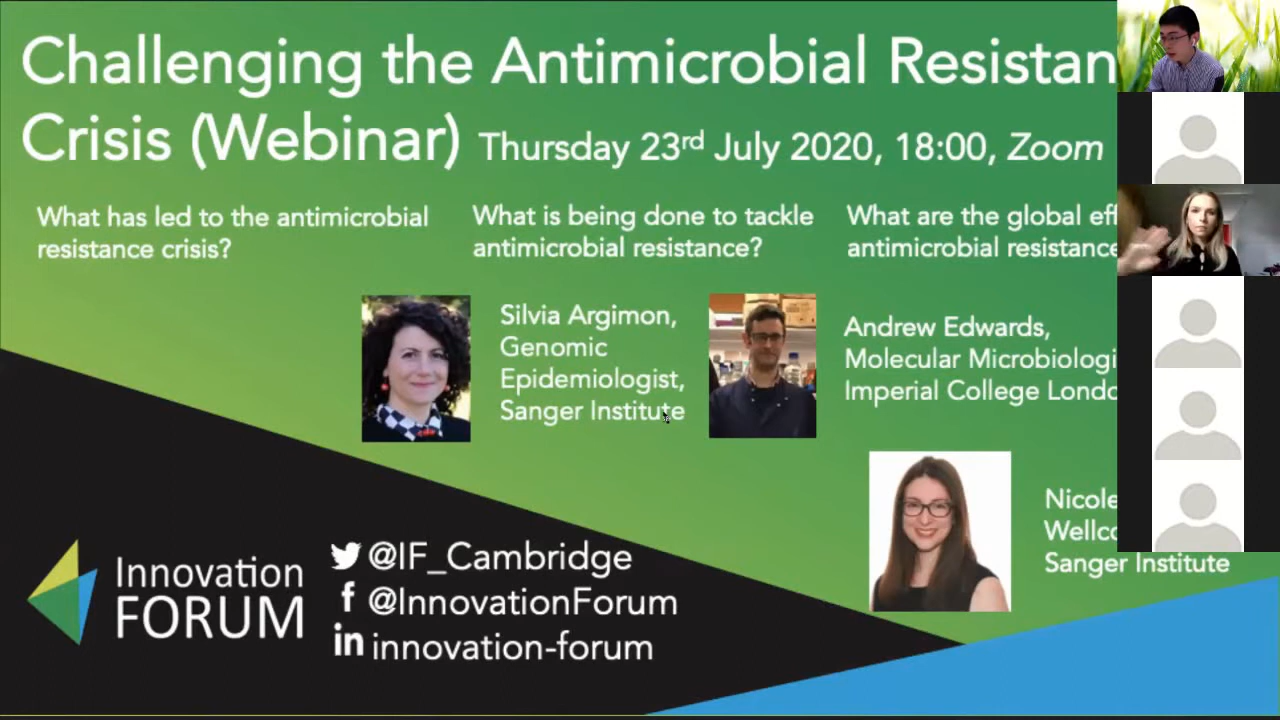 Challenging the Antimicrobial Resistan
Crisis (Webinar) Thursday 23rd July 2020, 18:00, Zoom
What has led to the antimicrobial
resistance crisis?
What is being done to tackle
antimicrobial resistance?
What are the global eff
antimicrobial resistance
Silvia Argimon,
Genomic
Epidemiologist,
Sanger Institute
Andrew Edwards,
Molecular Microbiologi
Imperial College Londo
Nicole
Wellco
Sanger Institute
Innovation
FORUM
@IF_Cambridge
f @InnovationForum
in innovation-forum